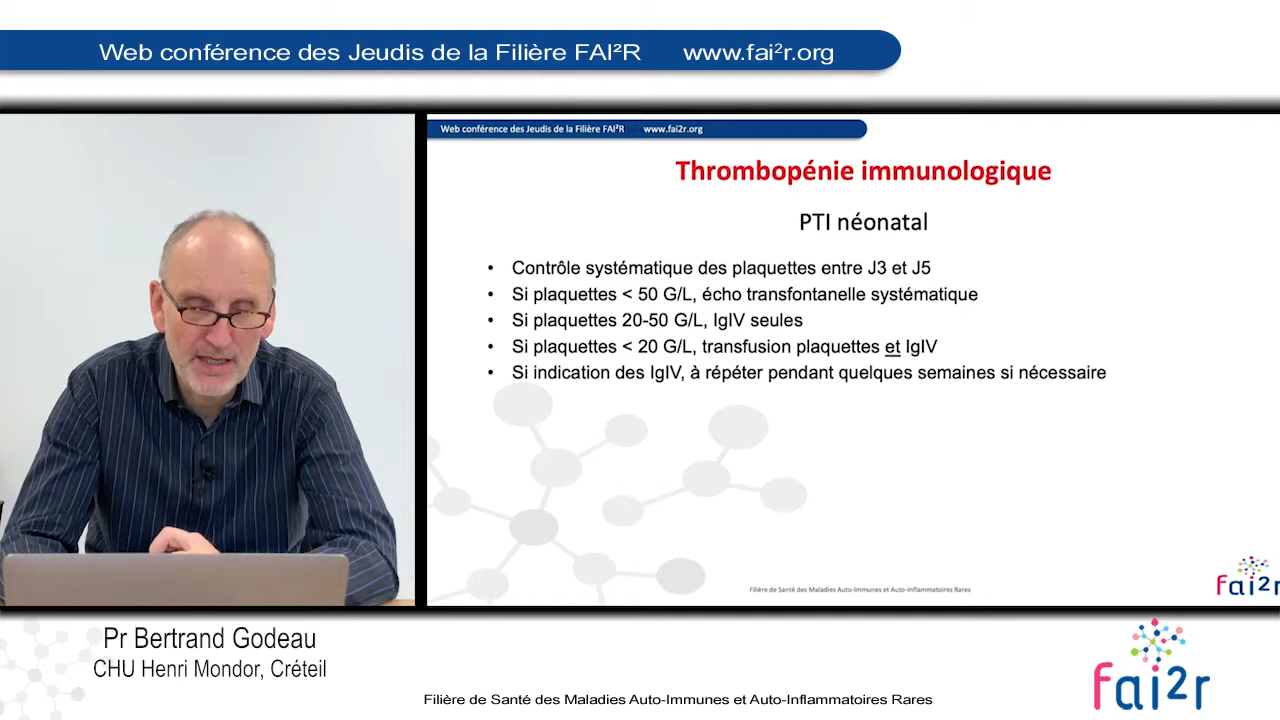 Web conférence des Jeudis de la Filière FAI²R www.fai²r.org
Web conférence des Jeudis de la Filière FAI²R www.fai2r.org
Thrombopénie immunologique
PTI néonatal
• Contrôle systématique des plaquettes entre J3 et J5
• Si plaquettes < 50 G/L, écho transfontanelle systématique
• Si plaquettes 20-50 G/L, IgIV seules
• Si plaquettes < 20 G/L, transfusion plaquettes et IgIV
• Si indication des IgIV, à répéter pendant quelques semaines si nécessaire
Filière de Santé des Maladies Auto-Immunes et Auto-Inflammatoires Rares
fai2r
Pr Bertrand Godeau
CHU Henri Mondor, Créteil
fai2r
Filière de Santé des Maladies Auto-Immunes et Auto-Inflammatoires Rares